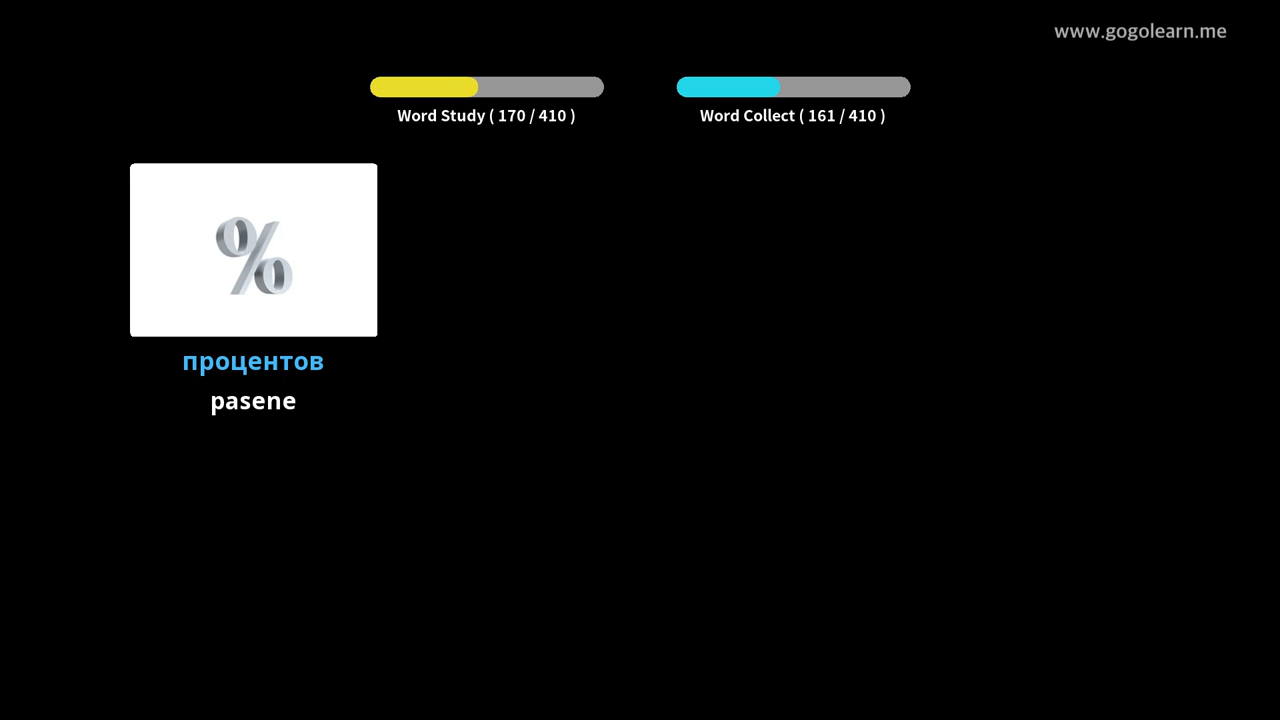 www.gogolearn.me
Word Study ( 170 / 410 )
Word Collect ( 161 / 410 )
%
процентов
pasene